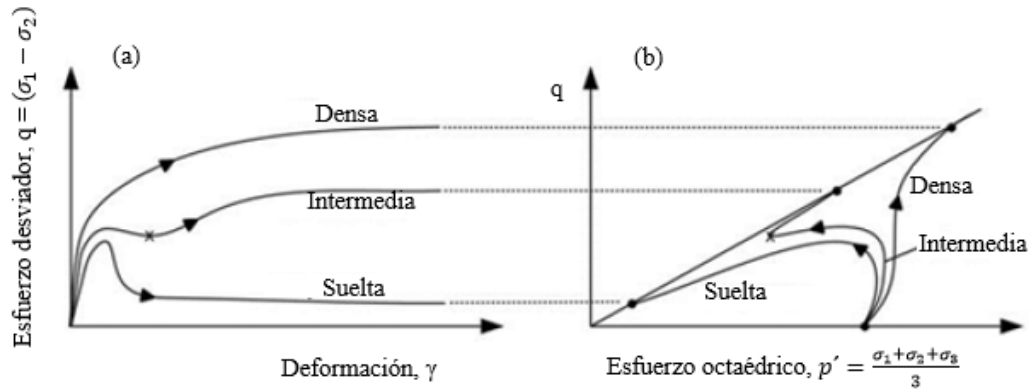 Esfuerzo desviador, q = (σ₁ − σ₂)
(a)
Densa
Intermedia
Suelta
Deformación, γ
(b)
q
Densa
Intermedia
Suelta
Esfuerzo octaédrico, p´ = (σ₁+σ₂+σ₃)/3